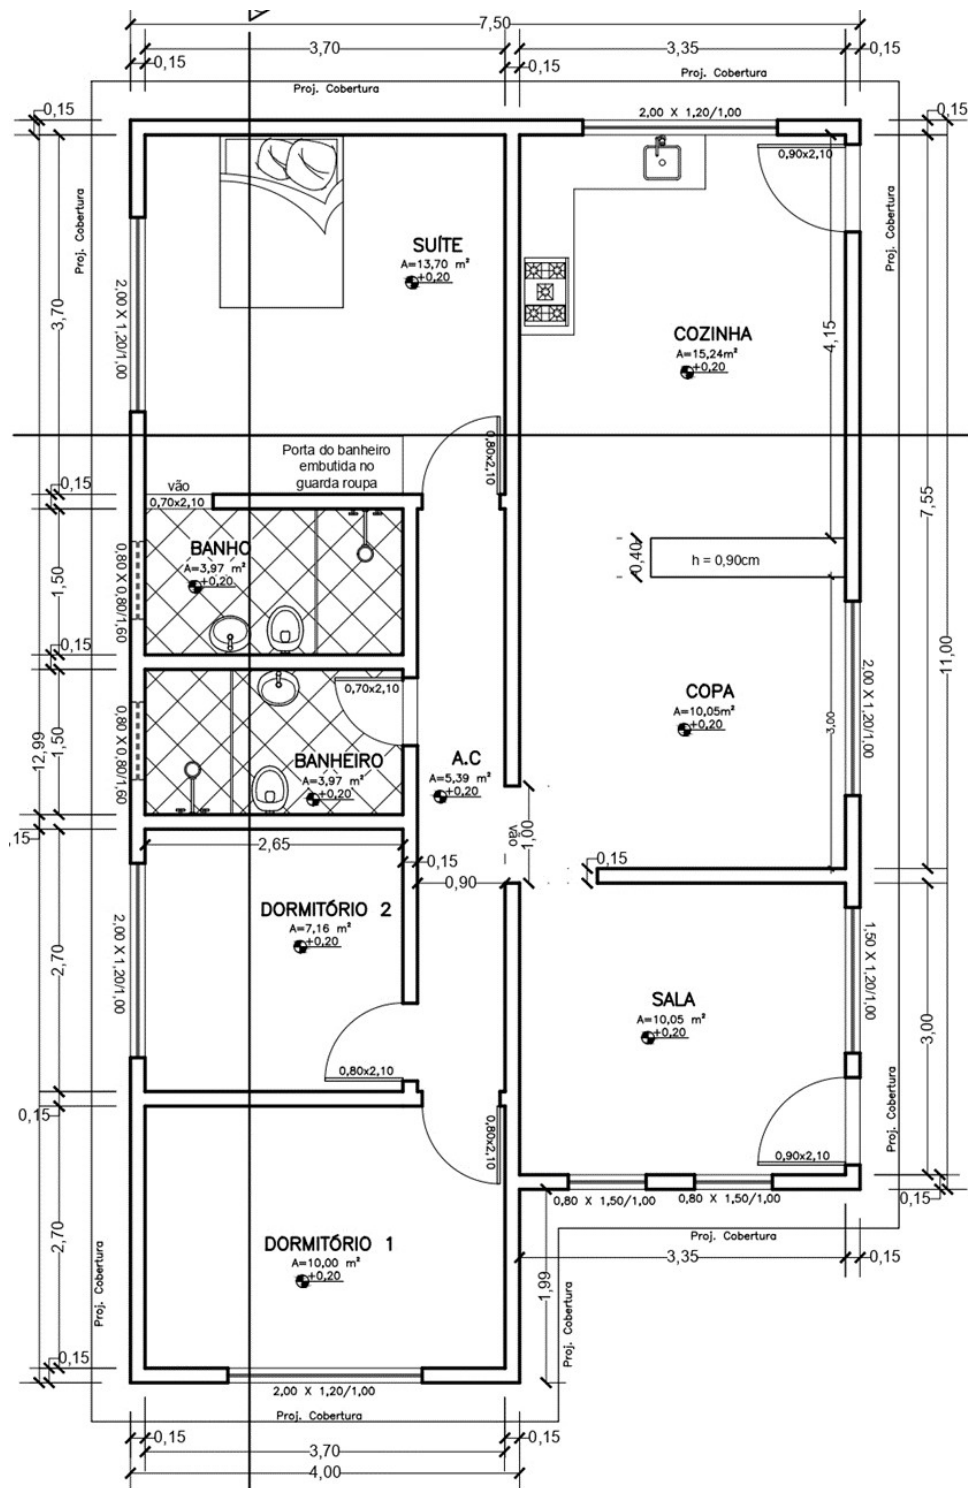 7,50
3,70
3,35
0,15
0,15
0,15
Proj. Cobertura
Proj. Cobertura
0,15
2,00 X 1,20/1,00
0,15
0,90x2,10
Proj. Cobertura
Proj. Cobertura
SUÍTE
A=13,70 m²
+0,20
2,00 X 1,20/1,00
3,70
COZINHA
A=15,24m²
+0,20
4,15
Porta do banheiro
embutida no
guarda roupa
0,80x2,10
vão
0,70x2,10
0,15
7,55
BANHO
A=3,97 m²
+0,20
0,80 X 0,80/1,60
1,50
0,40
h = 0,90cm
0,15
11,00
0,70x2,10
COPA
A=10,05m²
+0,20
3,00
2,00 X 1,20/1,00
12,99
1,50
0,80 X 0,80/1,60
BANHEIRO
A=3,97 m²
+0,20
A.C
A=5,39 m²
+0,20
vão
1,00
0,15
2,65
0,15
0,90
0,15
DORMITÓRIO 2
A=7,16 m²
+0,20
2,00 X 1,20/1,00
2,70
1,50 X 1,20/1,00
SALA
A=10,05 m²
+0,20
3,00
0,80x2,10
0,15
0,80x2,10
Proj. Cobertura
0,90x2,10
0,80 X 1,50/1,00
0,80 X 1,50/1,00
0,15
DORMITÓRIO 1
A=10,00 m²
+0,20
2,70
Proj. Cobertura
Proj. Cobertura
3,35
0,15
1,99
Proj. Cobertura
0,15
2,00 X 1,20/1,00
Proj. Cobertura
0,15
0,15
3,70
4,00